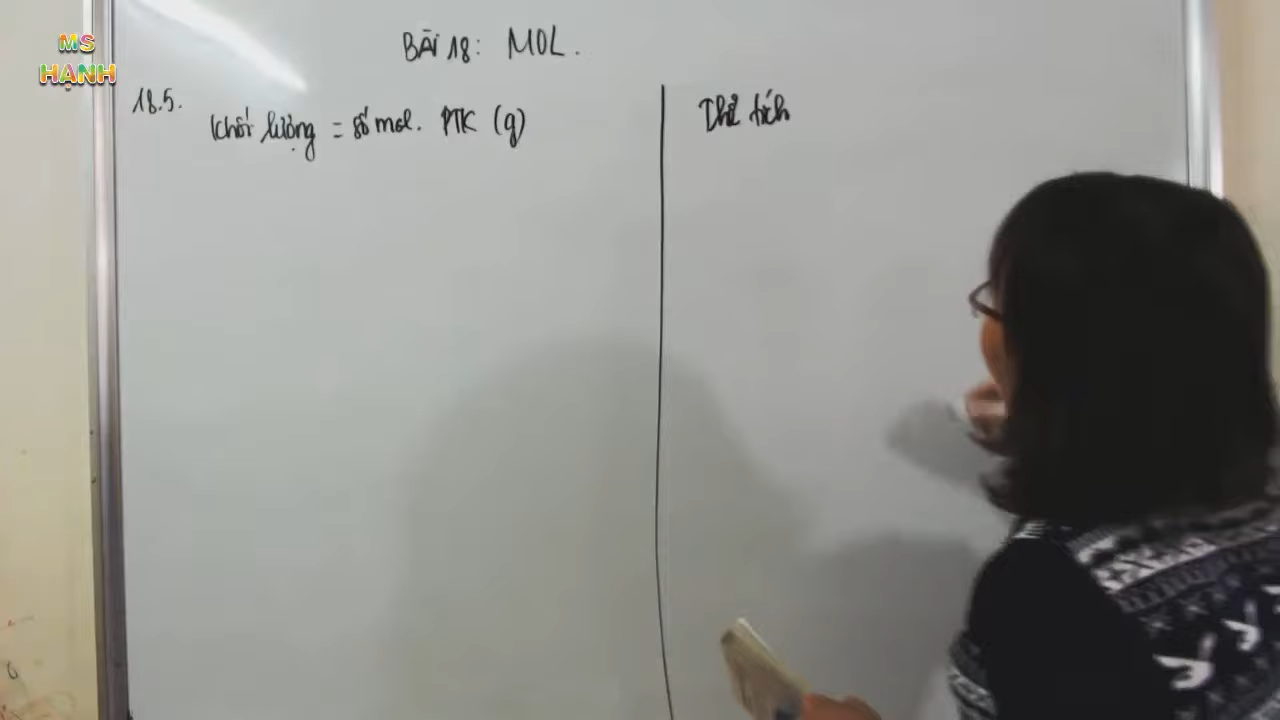 MS
HẠNH
BÀI 18: MOL.
18.5.
Khối lượng = số mol. PTK (g)
Thể tích